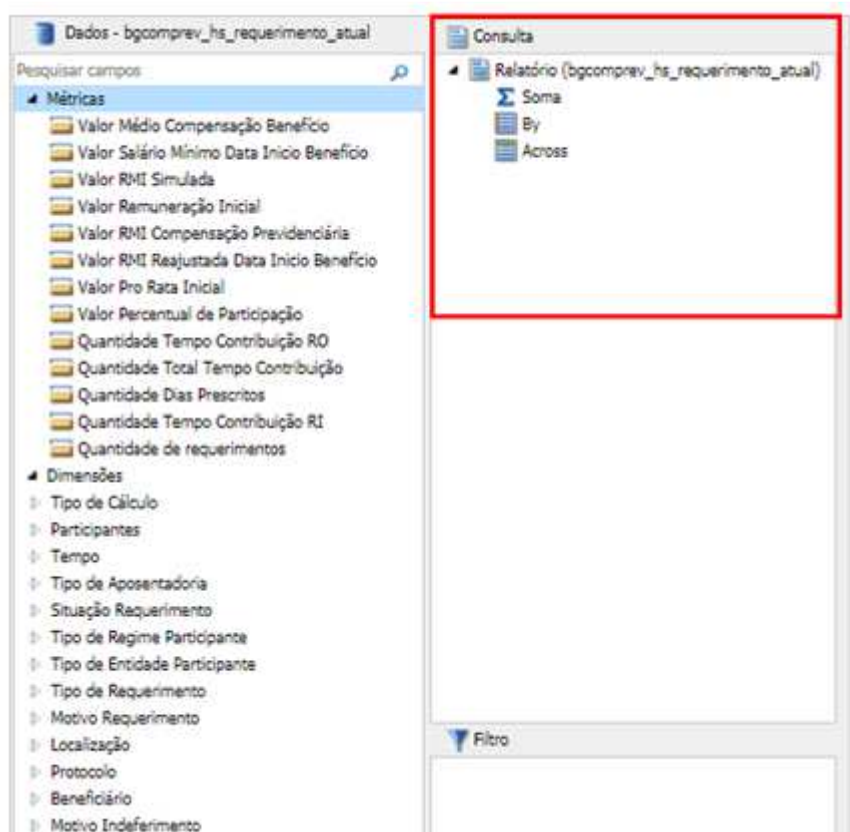 Dados - bgcomprev_hs_requerimento_atual
Pesquisar campos
Métricas
Valor Médio Compensação Benefício
Valor Salário Mínimo Data Inicio Benefício
Valor RMI Simulada
Valor Remuneração Inicial
Valor RMI Compensação Previdenciária
Valor RMI Reajustada Data Inicio Benefício
Valor Pro Rata Inicial
Valor Percentual de Participação
Quantidade Tempo Contribuição RO
Quantidade Total Tempo Contribuição
Quantidade Dias Prescritos
Quantidade Tempo Contribuição RI
Quantidade de requerimentos
Dimensões
Tipo de Cálculo
Participantes
Tempo
Tipo de Aposentadoria
Situação Requerimento
Tipo de Regime Participante
Tipo de Entidade Participante
Tipo de Requerimento
Motivo Requerimento
Localização
Protocolo
Beneficiário
Motivo Indeferimento
Consulta
Relatório (bgcomprev_hs_requerimento_atual)
Soma
By
Across
Filtro